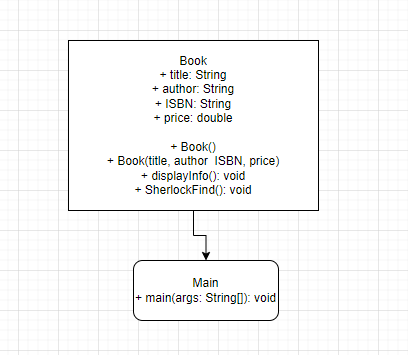 Book
+ title: String
+ author: String
+ ISBN: String
+ price: double
+ Book()
+ Book(title, author ISBN, price)
+ displayInfo(): void
+ SherlockFind(): void
Main
+ main(args: String[]): void